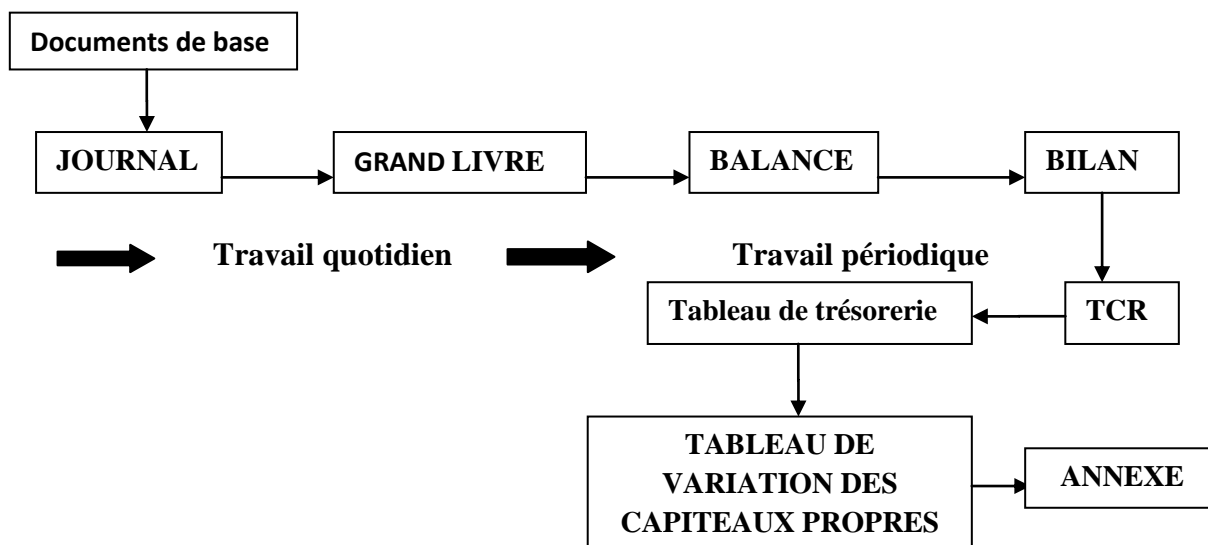 Documents de base
JOURNAL
GRAND LIVRE
BALANCE
BILAN
Travail quotidien
Travail périodique
Tableau de trésorerie
TCR
TABLEAU DE
VARIATION DES
CAPITEAUX PROPRES
ANNEXE